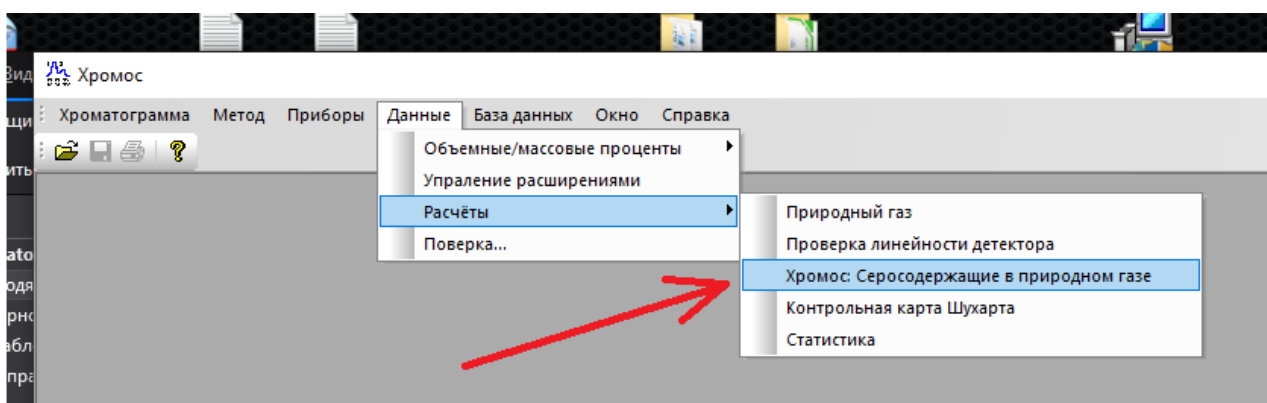 Хромос
Хроматограмма Метод Приборы Данные База данных Окно Справка
Объемные/массовые проценты
Упраление расширениями
Расчёты
Поверка...
Природный газ
Проверка линейности детектора
Хромос: Серосодержащие в природном газе
Контрольная карта Шухарта
Статистика